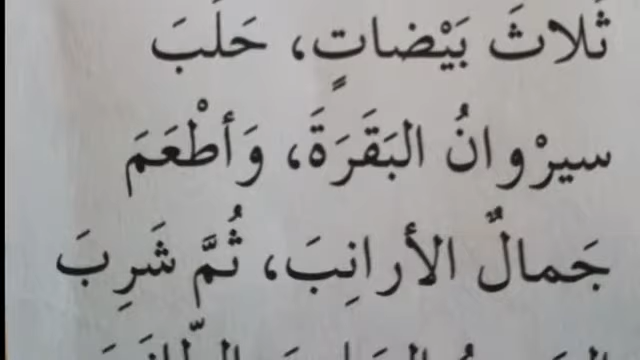 ثَلاثَ بَيْضاتٍ، حَلَبَ
سيرْوانُ البَقَرَةَ، وَأطْعَمَ
جَمالٌ الأرانِبَ، ثُمَّ شَرِبَ